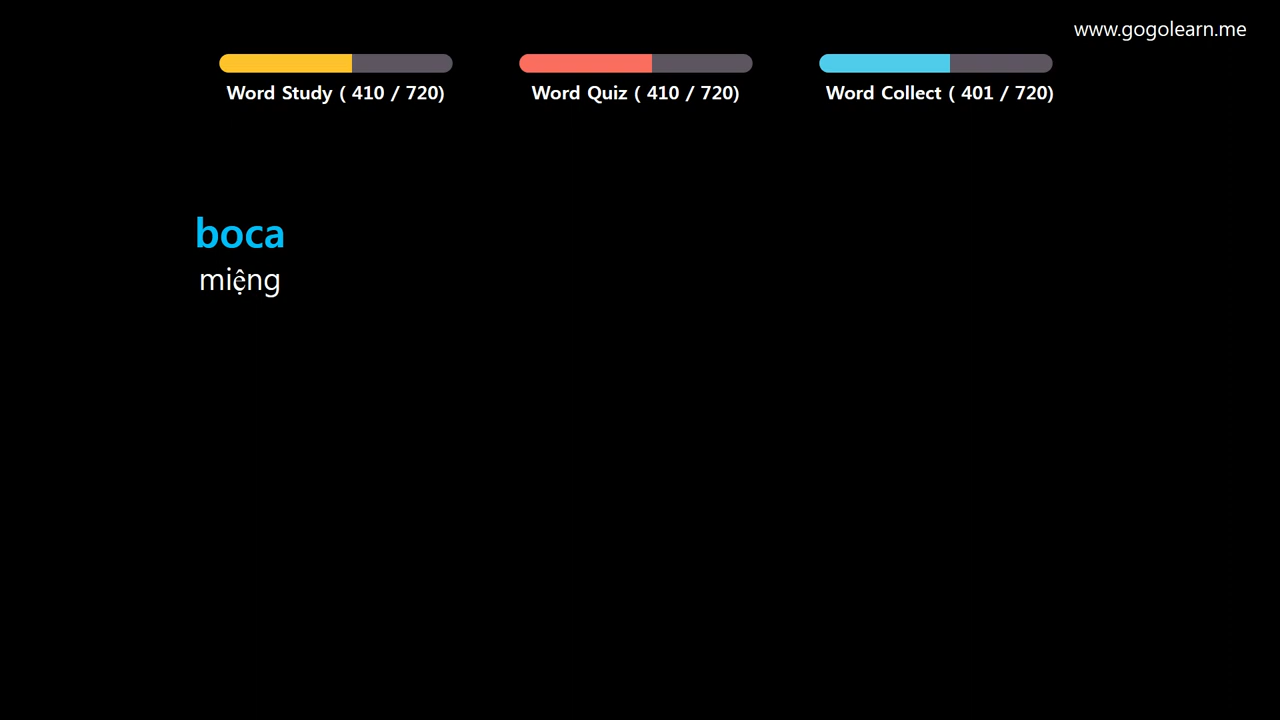 www.gogolearn.me
Word Study ( 410 / 720)
Word Quiz ( 410 / 720)
Word Collect ( 401 / 720)
boca
miệng